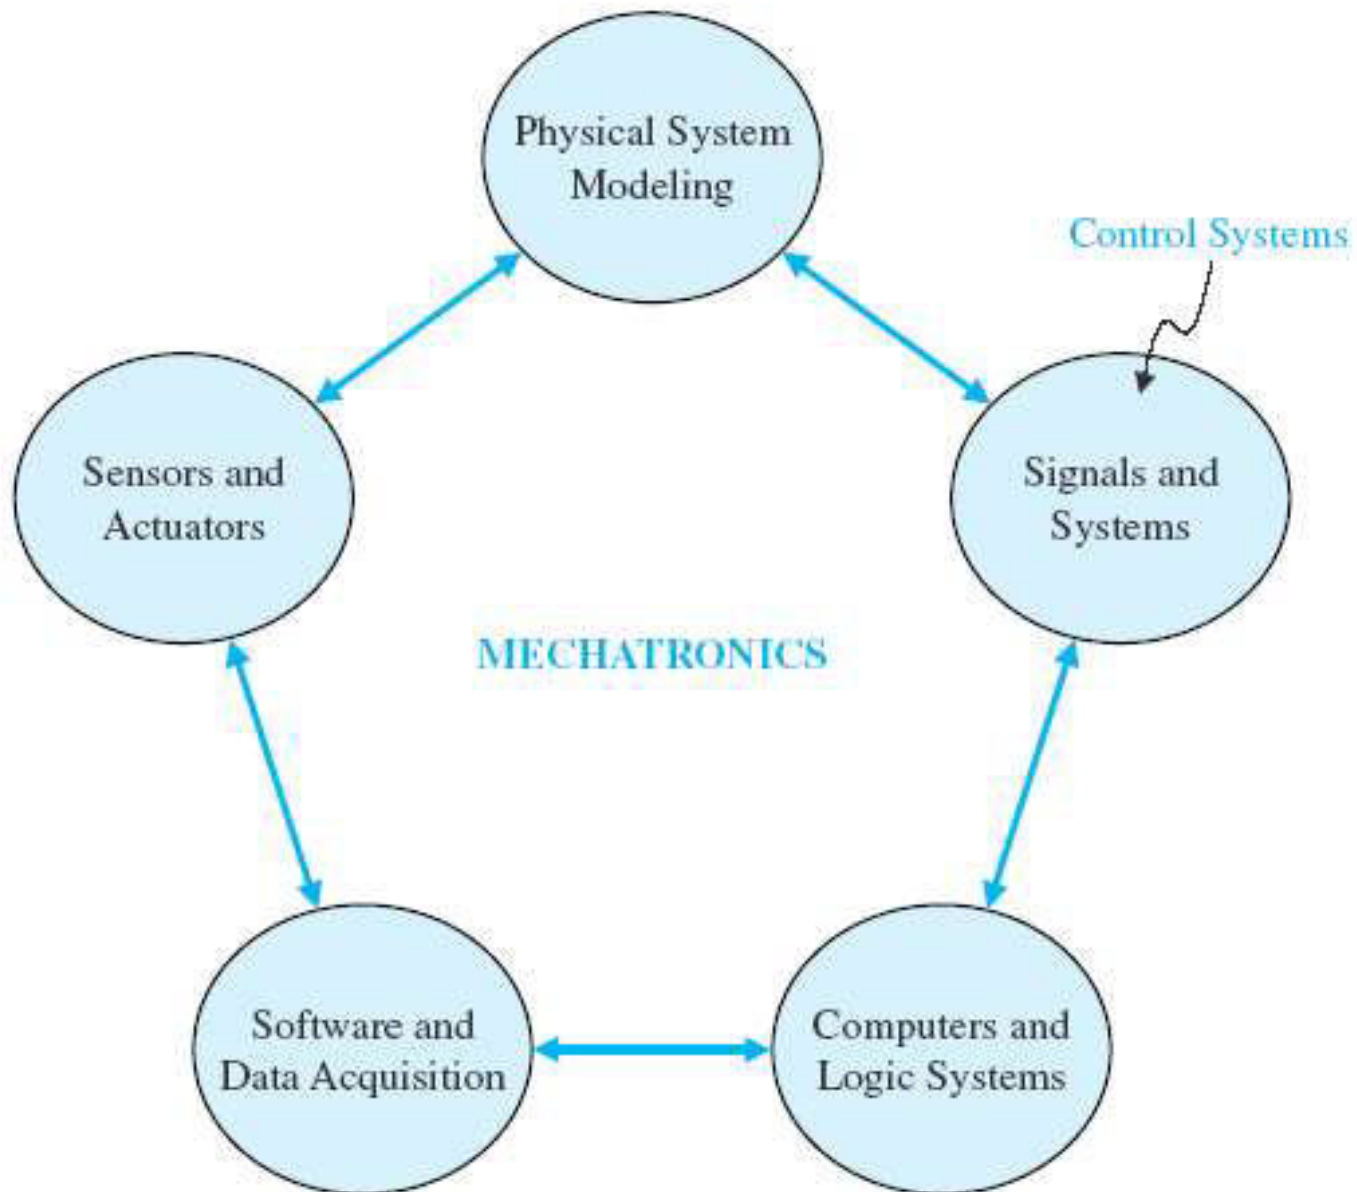 Physical System
Modeling
Control Systems
Sensors and
Actuators
Signals and
Systems
MECHATRONICS
Software and
Data Acquisition
Computers and
Logic Systems